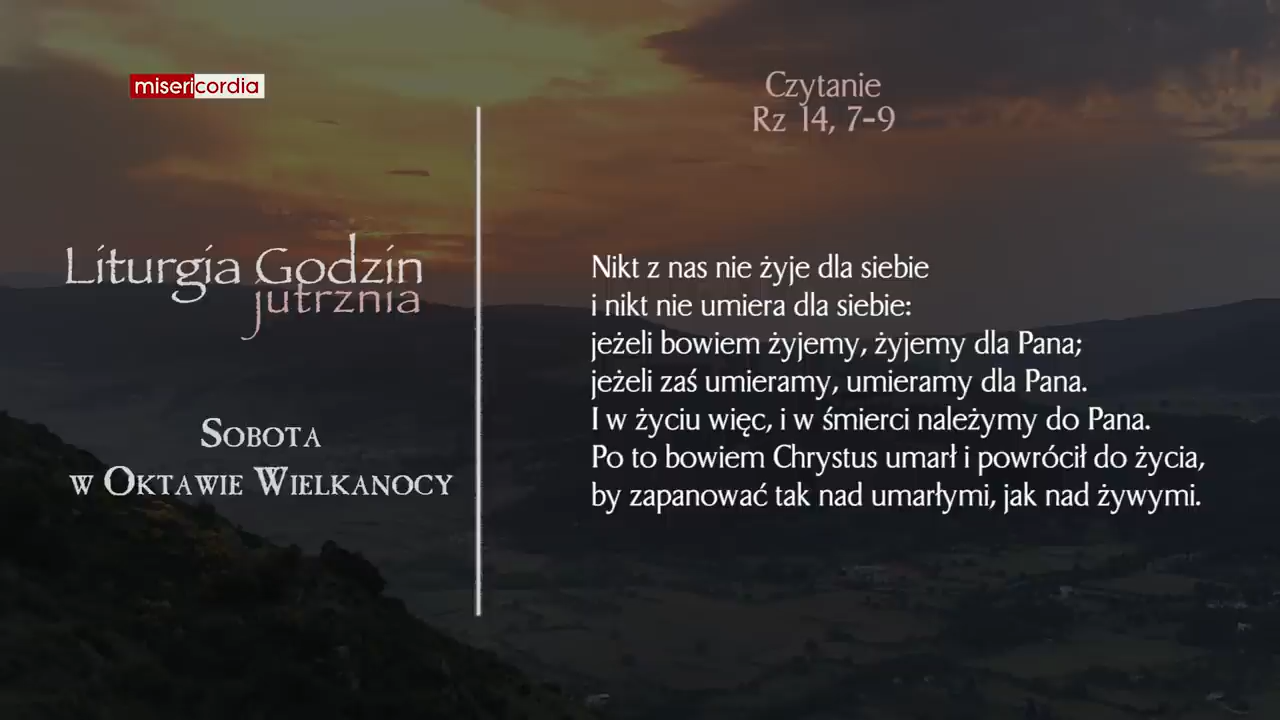 misericordia
Liturgia Godzin
jutrznia
Sobota
w Oktawie Wielkanocy
Czytanie
Rz 14, 7-9
Nikt z nas nie żyje dla siebie
i nikt nie umiera dla siebie:
jeżeli bowiem żyjemy, żyjemy dla Pana;
jeżeli zaś umieramy, umieramy dla Pana.
I w życiu więc, i w śmierci należymy do Pana.
Po to bowiem Chrystus umarł i powrócił do życia,
by zapanować tak nad umarłymi, jak nad żywymi.